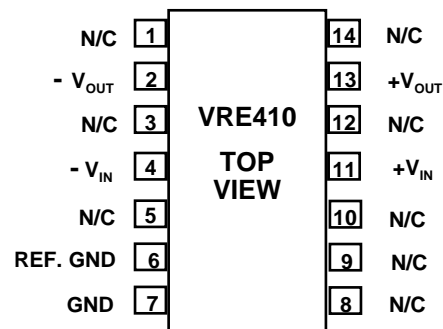 N/C 1 14 N/C
- VOUT 2 13 +VOUT
N/C 3 VRE410 12 N/C
TOP
- VIN 4 11 +VIN
VIEW
N/C 5 10 N/C
REF. GND 6 9 N/C
GND 7 8 N/C